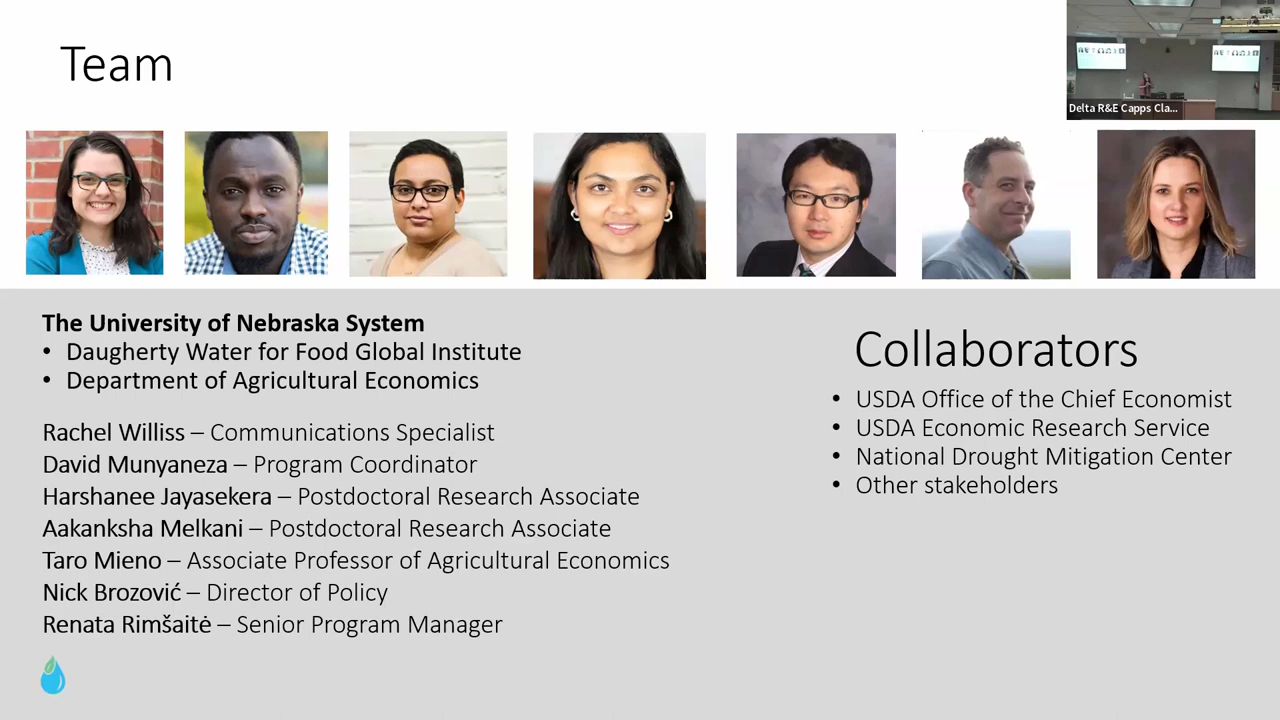 Team
Delta R&E Capps Cla...
The University of Nebraska System
• Daugherty Water for Food Global Institute
• Department of Agricultural Economics
Rachel Williss – Communications Specialist
David Munyaneza – Program Coordinator
Harshanee Jayasekera – Postdoctoral Research Associate
Aakanksha Melkani – Postdoctoral Research Associate
Taro Mieno – Associate Professor of Agricultural Economics
Nick Brozović – Director of Policy
Renata Rimšaitė – Senior Program Manager
Collaborators
• USDA Office of the Chief Economist
• USDA Economic Research Service
• National Drought Mitigation Center
• Other stakeholders